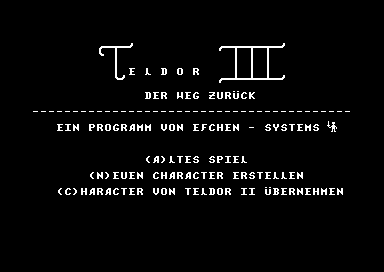 TELDOR III
DER WEG ZURÜCK
EIN PROGRAMM VON EFCHEN - SYSTEMS
(A)LTES SPIEL
(N)EUEN CHARACTER ERSTELLEN
(C)HARACTER VON TELDOR II ÜBERNEHMEN